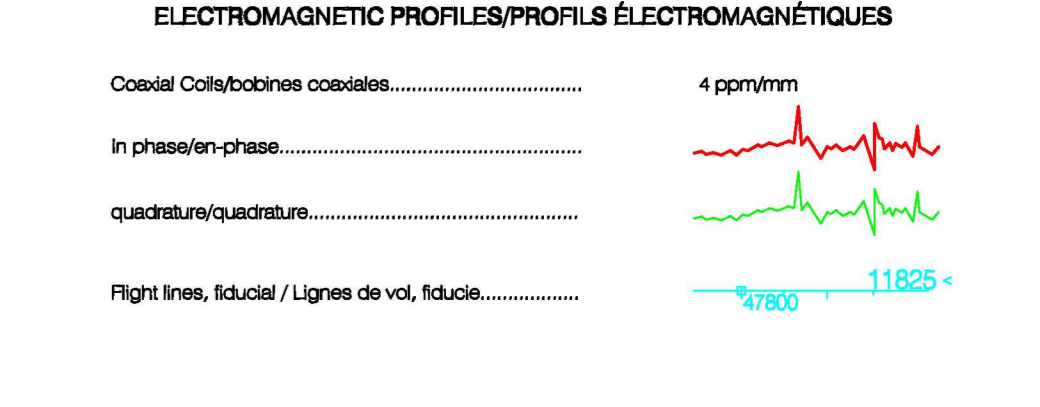 ELECTROMAGNETIC PROFILES/PROFILS ÉLECTROMAGNÉTIQUES
Coaxial Coils/bobines coaxiales................................... 4 ppm/mm
In phase/en-phase.......................................................
quadrature/quadrature.................................................
Flight lines, fiducial / Lignes de vol, fiducie.................. 11825 <
47800